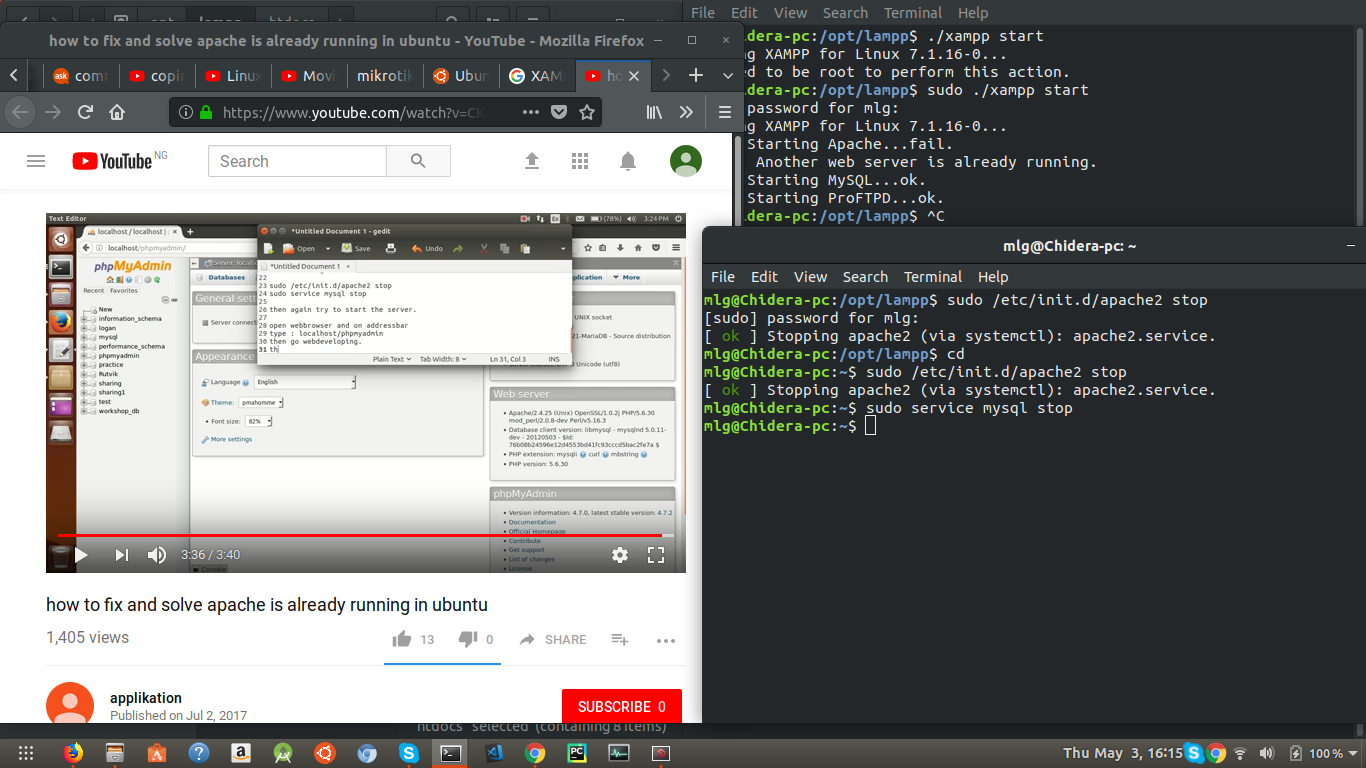 how to fix and solve apache is already running in ubuntu - YouTube - Mozilla Firefox
ask com
copin
Linux
Movi
mikrotik
Ubun
XAM
ho
https://www.youtube.com/watch?v=CK
YouTube NG
Search
Text Editor
(78%) 3:24 PM
localhost / localhost |
localhost/phpmyadmin/
phpMyAdmin
Recent Favorites
New
information_schema
logan
mysql
performance_schema
phpmyadmin
practice
Rutvik
sharing
sharing1
test
workshop_db
Databases
More
General
Server connec
*Untitled Document 1 - gedit
Open Save Undo
*Untitled Document 1 ×
22
23 sudo /etc/init.d/apache2 stop
24 sudo service mysql stop
25
26 then again try to start the server.
27
28 open webbrowser and on addressbar
29 type : localhost/phpmyadmin
30 then go webdeveloping.
31 th
Plain Text Tab Width: 8 Ln 31, Col 3 INS
UNIX socket
21-MariaDB - Source distribution
Unicode (utf8)
Appearance
Language English
Theme: pmahomme
Font size: 82%
More settings
Web server
Apache/2.4.25 (Unix) OpenSSL/1.0.2j PHP/5.6.30
mod_perl/2.0.8-dev Perl/v5.16.3
Database client version: libmysql - mysqlnd 5.0.11-
dev - 20120503 - $Id:
76b08b24596e12d4553bd41fc93cccd5bac2fe7a $
PHP extension: mysqli curl mbstring
PHP version: 5.6.30
phpMyAdmin
Version information: 4.7.0, latest stable version: 4.7.2
Documentation
Official Homepage
Contribute
Get support
List of changes
License
Console
3:36 / 3:40
how to fix and solve apache is already running in ubuntu
1,405 views
13
0
SHARE
applikation
Published on Jul 2, 2017
SUBSCRIBE 0
htdocs" selected (containing 8 items)
File Edit View Search Terminal Help
hidera-pc:/opt/lampp$ ./xampp start
ng XAMPP for Linux 7.1.16-0...
ed to be root to perform this action.
dera-pc:/opt/lampp$ sudo ./xampp start
password for mlg:
ng XAMPP for Linux 7.1.16-0...
Starting Apache...fail.
Another web server is already running.
Starting MySQL...ok.
Starting ProFTPD...ok.
dera-pc:/opt/lampp$ ^C
mlg@Chidera-pc: ~
File Edit View Search Terminal Help
mlg@Chidera-pc:/opt/lampp$ sudo /etc/init.d/apache2 stop
[sudo] password for mlg:
[ ok ] Stopping apache2 (via systemctl): apache2.service.
mlg@Chidera-pc:/opt/lampp$ cd
mlg@Chidera-pc:~$ sudo /etc/init.d/apache2 stop
[ ok ] Stopping apache2 (via systemctl): apache2.service.
mlg@Chidera-pc:~$ sudo service mysql stop
mlg@Chidera-pc:~$
Thu May 3, 16:15
100%